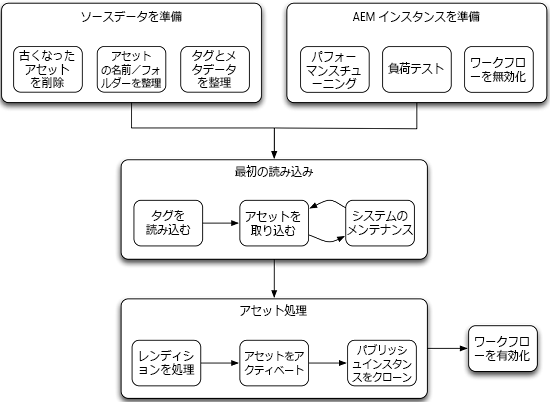 ソースデータを準備
古くなった
アセット
を削除
アセット
の名前／フォ
ルダーを整理
タグとメ
タデータ
を整理
AEM インスタンスを準備
パフォー
マンスチュ
ーニング
負荷テスト
ワークフロ
ーを無効化
最初の読み込み
タグを
読み込む
アセットを
取り込む
システムの
メンテナンス
アセット処理
レンディシ
ョンを処理
アセットをア
クティベート
パブリッシ
ュインスタン
スをクローン
ワークフロ
ーを有効化